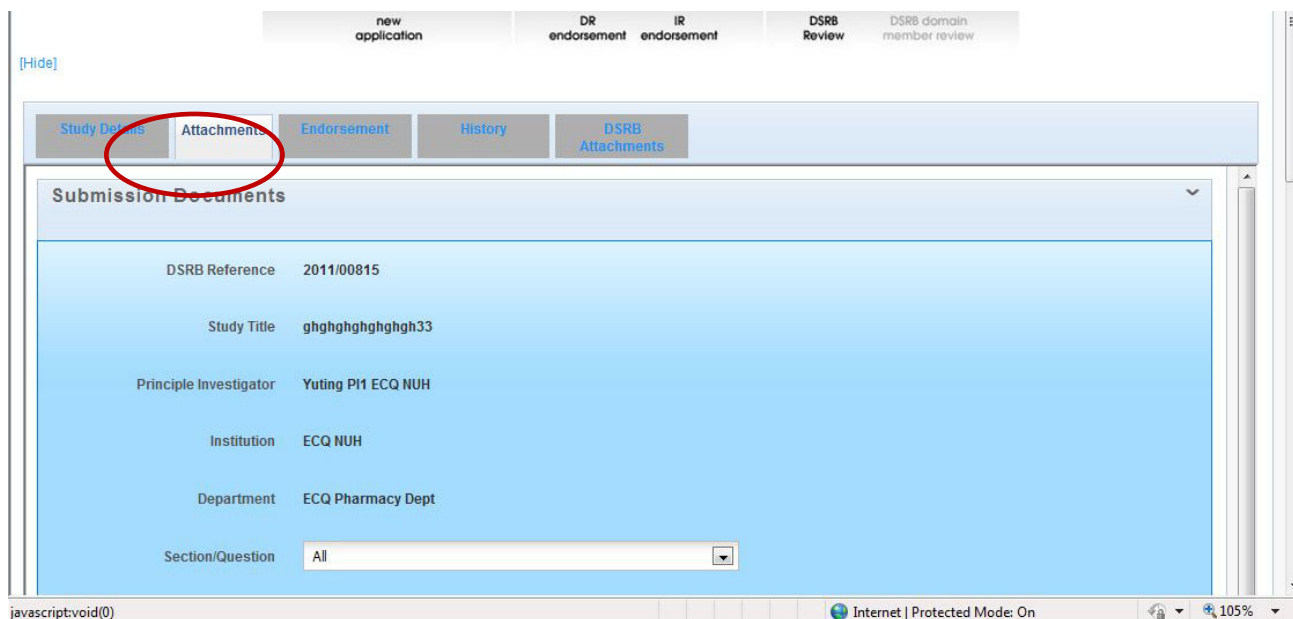 new application
DR endorsement
IR endorsement
DSRB Review
DSRB domain member review
[Hide]
Study Details
Attachments
Endorsement
History
DSRB Attachments
Submission Documents
DSRB Reference 2011/00815
Study Title ghghghghghghgh33
Principle Investigator Yuting PI1 ECQ NUH
Institution ECQ NUH
Department ECQ Pharmacy Dept
Section/Question All
javascript:void(0)
Internet | Protected Mode: On
105%